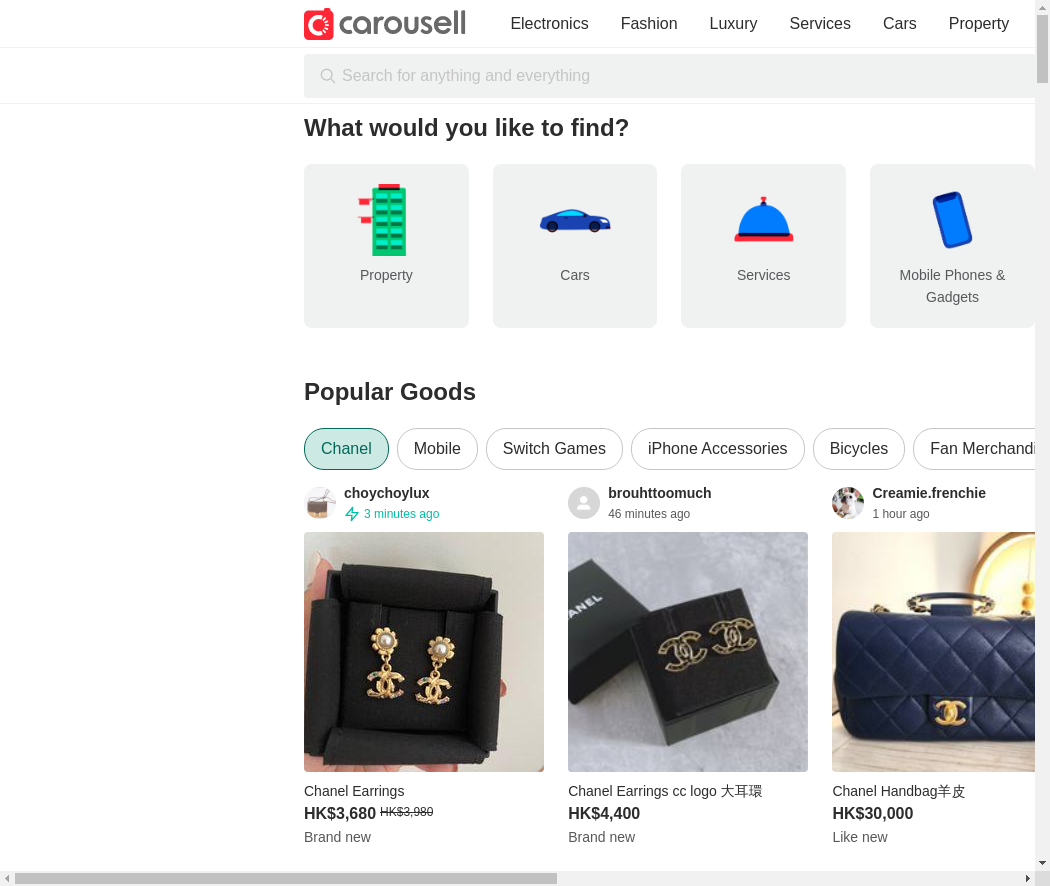 carousell
Electronics
Fashion
Luxury
Services
Cars
Property
Search for anything and everything
What would you like to find?
Property
Cars
Services
Mobile Phones &
Gadgets
Popular Goods
Chanel
Mobile
Switch Games
iPhone Accessories
Bicycles
Fan Merchandi
choychoylux
3 minutes ago
brouhttoomuch
46 minutes ago
Creamie.frenchie
1 hour ago
ANEL
Chanel Earrings
HK$3,680 HK$3,980
Brand new
Chanel Earrings cc logo 大耳環
HK$4,400
Brand new
Chanel Handbag羊皮
HK$30,000
Like new